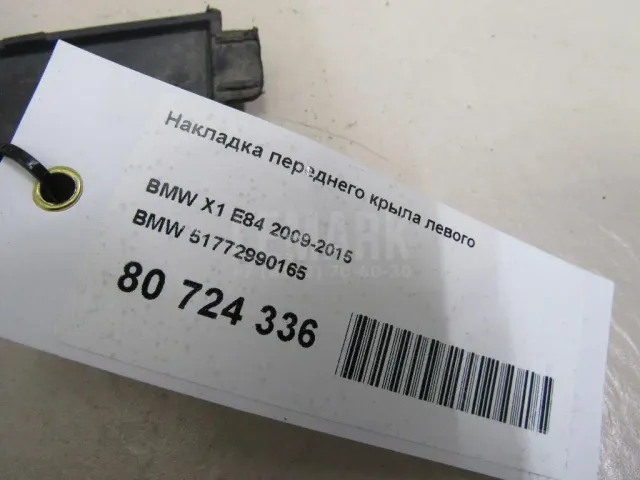 Накладка переднего крыла левого
BMW X1 E84 2009-2015
BMW 51772990165
80 724 336